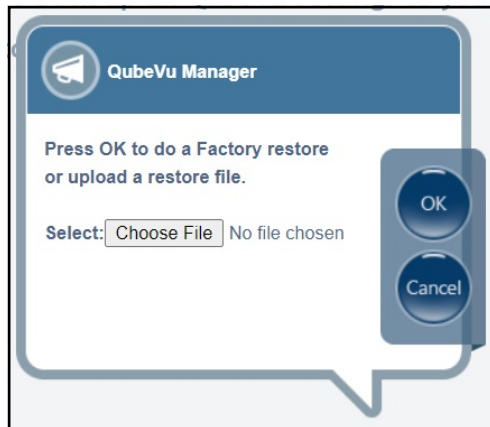 QubeVu Manager
Press OK to do a Factory restore
or upload a restore file.
Select: Choose File No file chosen
OK
Cancel